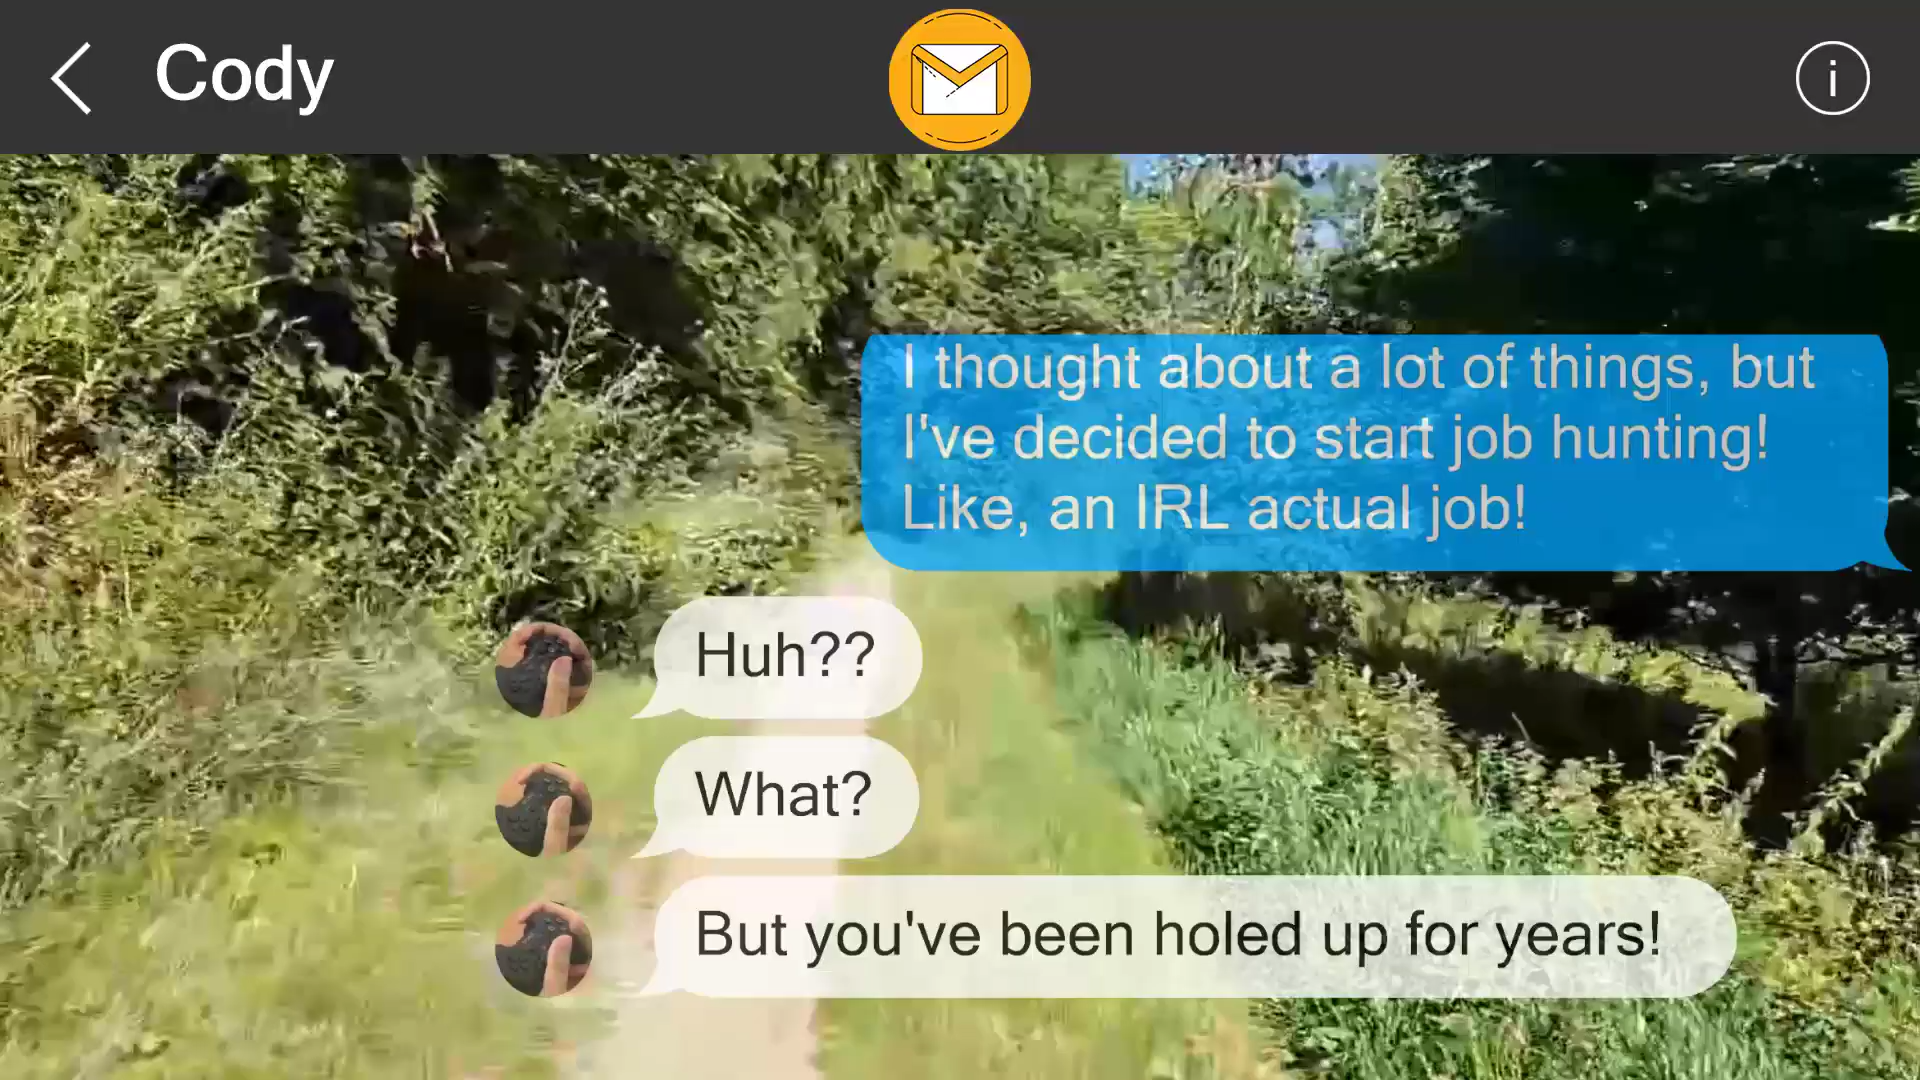 Cody
i
I thought about a lot of things, but
I've decided to start job hunting!
Like, an IRL actual job!
Huh??
What?
But you've been holed up for years!